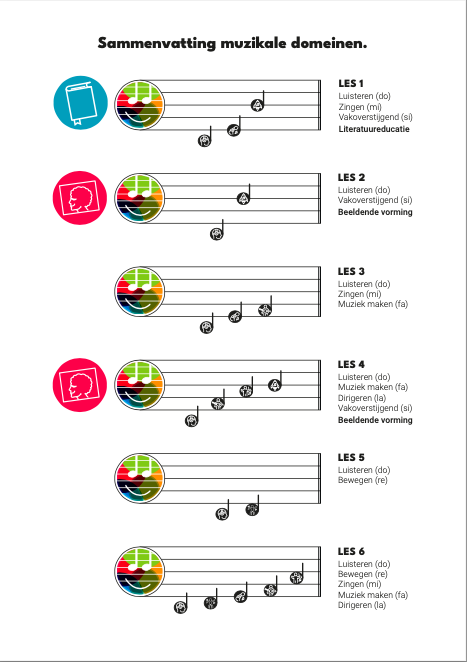 Sammenvatting muzikale domeinen.
LES 1
Luisteren (do)
Zingen (mi)
Vakoverstijgend (si)
Literatuureducatie
LES 2
Luisteren (do)
Vakoverstijgend (si)
Beeldende vorming
LES 3
Luisteren (do)
Zingen (mi)
Muziek maken (fa)
LES 4
Luisteren (do)
Muziek maken (fa)
Dirigeren (la)
Vakoverstijgend (si)
Beeldende vorming
LES 5
Luisteren (do)
Bewegen (re)
LES 6
Luisteren (do)
Bewegen (re)
Zingen (mi)
Muziek maken (fa)
Dirigeren (la)